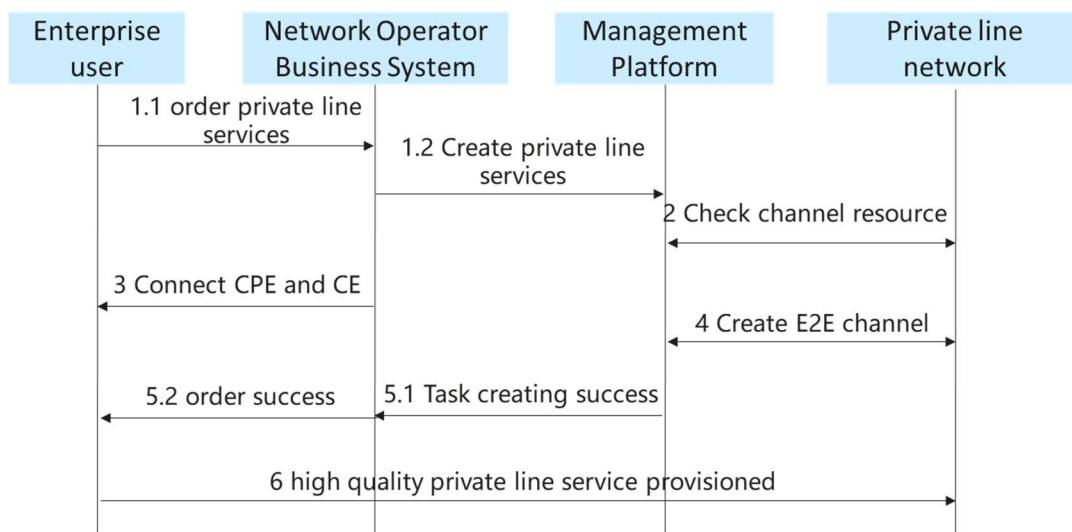 Enterprise
user
Network Operator
Business System
Management
Platform
Private line
network
1.1 order private line
services
1.2 Create private line
services
2 Check channel resource
3 Connect CPE and CE
4 Create E2E channel
5.2 order success
5.1 Task creating success
6 high quality private line service provisioned